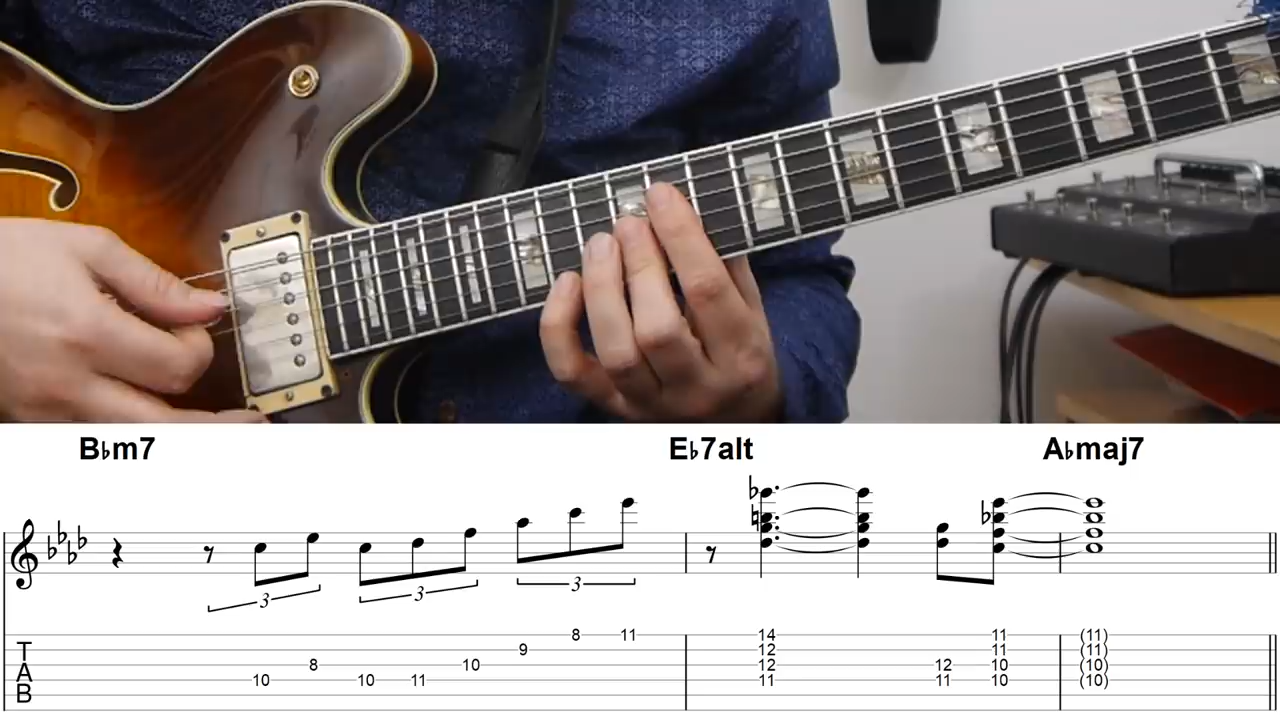 B♭m7 E♭7alt A♭maj7
3 3 3
8 11 14 11 (11)
9 12 11 (11)
T 8 10 12 12 10 (10)
A 10 10 11 11 11 10 (10)
B